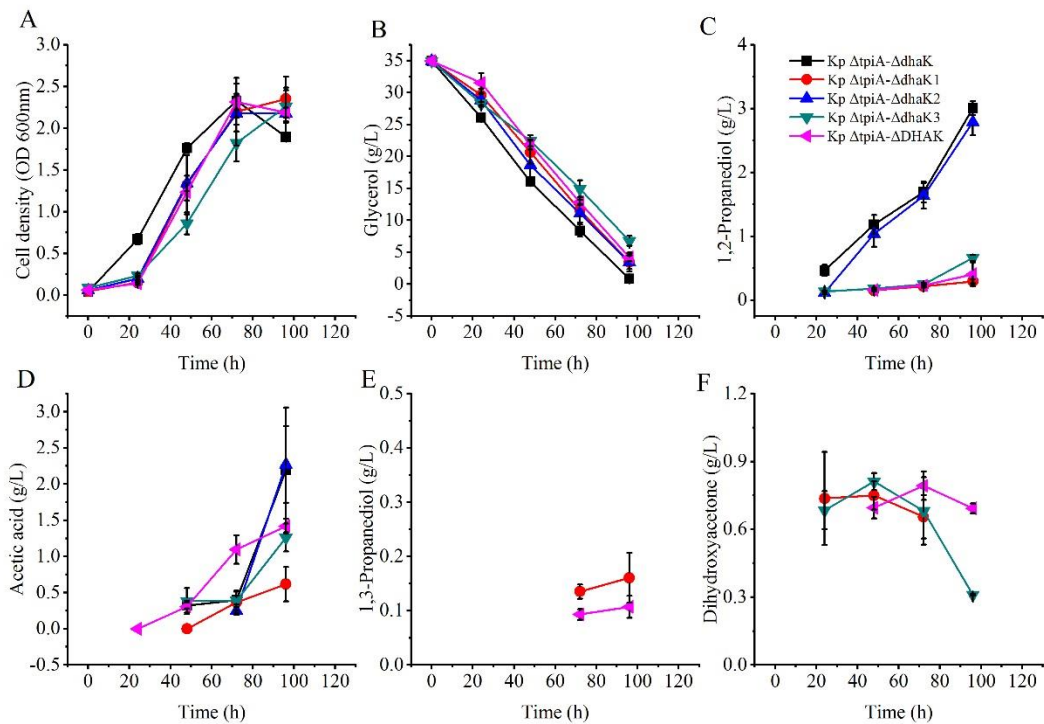 A
Cell density (OD 600nm)
3.0
2.5
2.0
1.5
1.0
0.5
0.0
0 20 40 60 80 100 120
Time (h)
B
Glycerol (g/L)
40
35
30
25
20
15
10
5
0
-5
0 20 40 60 80 100 120
Time (h)
C
1,2-Propanediol (g/L)
4
3
2
1
0
Kp ΔtpiA-ΔdhaK
Kp ΔtpiA-ΔdhaK1
Kp ΔtpiA-ΔdhaK2
Kp ΔtpiA-ΔdhaK3
Kp ΔtpiA-ΔDHAK
0 20 40 60 80 100 120
Time (h)
D
Acetic acid (g/L)
3.0
2.5
2.0
1.5
1.0
0.5
0.0
-0.5
0 20 40 60 80 100 120
Time (h)
E
1,3-Propanediol (g/L)
0.5
0.4
0.3
0.2
0.1
0.0
0 20 40 60 80 100 120
Time (h)
F
Dihydroxyacetone (g/L)
1.2
0.9
0.6
0.3
0.0
0 20 40 60 80 100 120
Time (h)